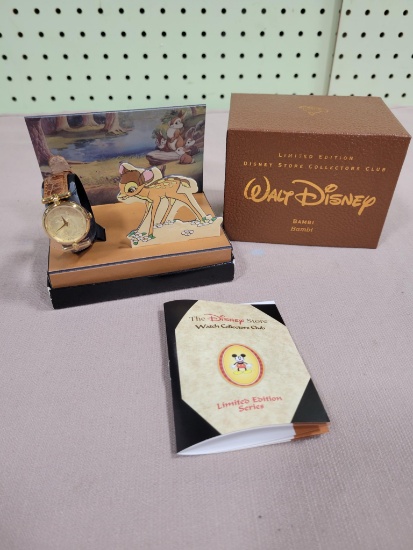 LIMITED EDITION
DISNEY STORE COLLECTORS CLUB
WALT DISNEY
BAMBI
Bambi
The Disney Store
Watch Collectors Club
Limited Edition
Series